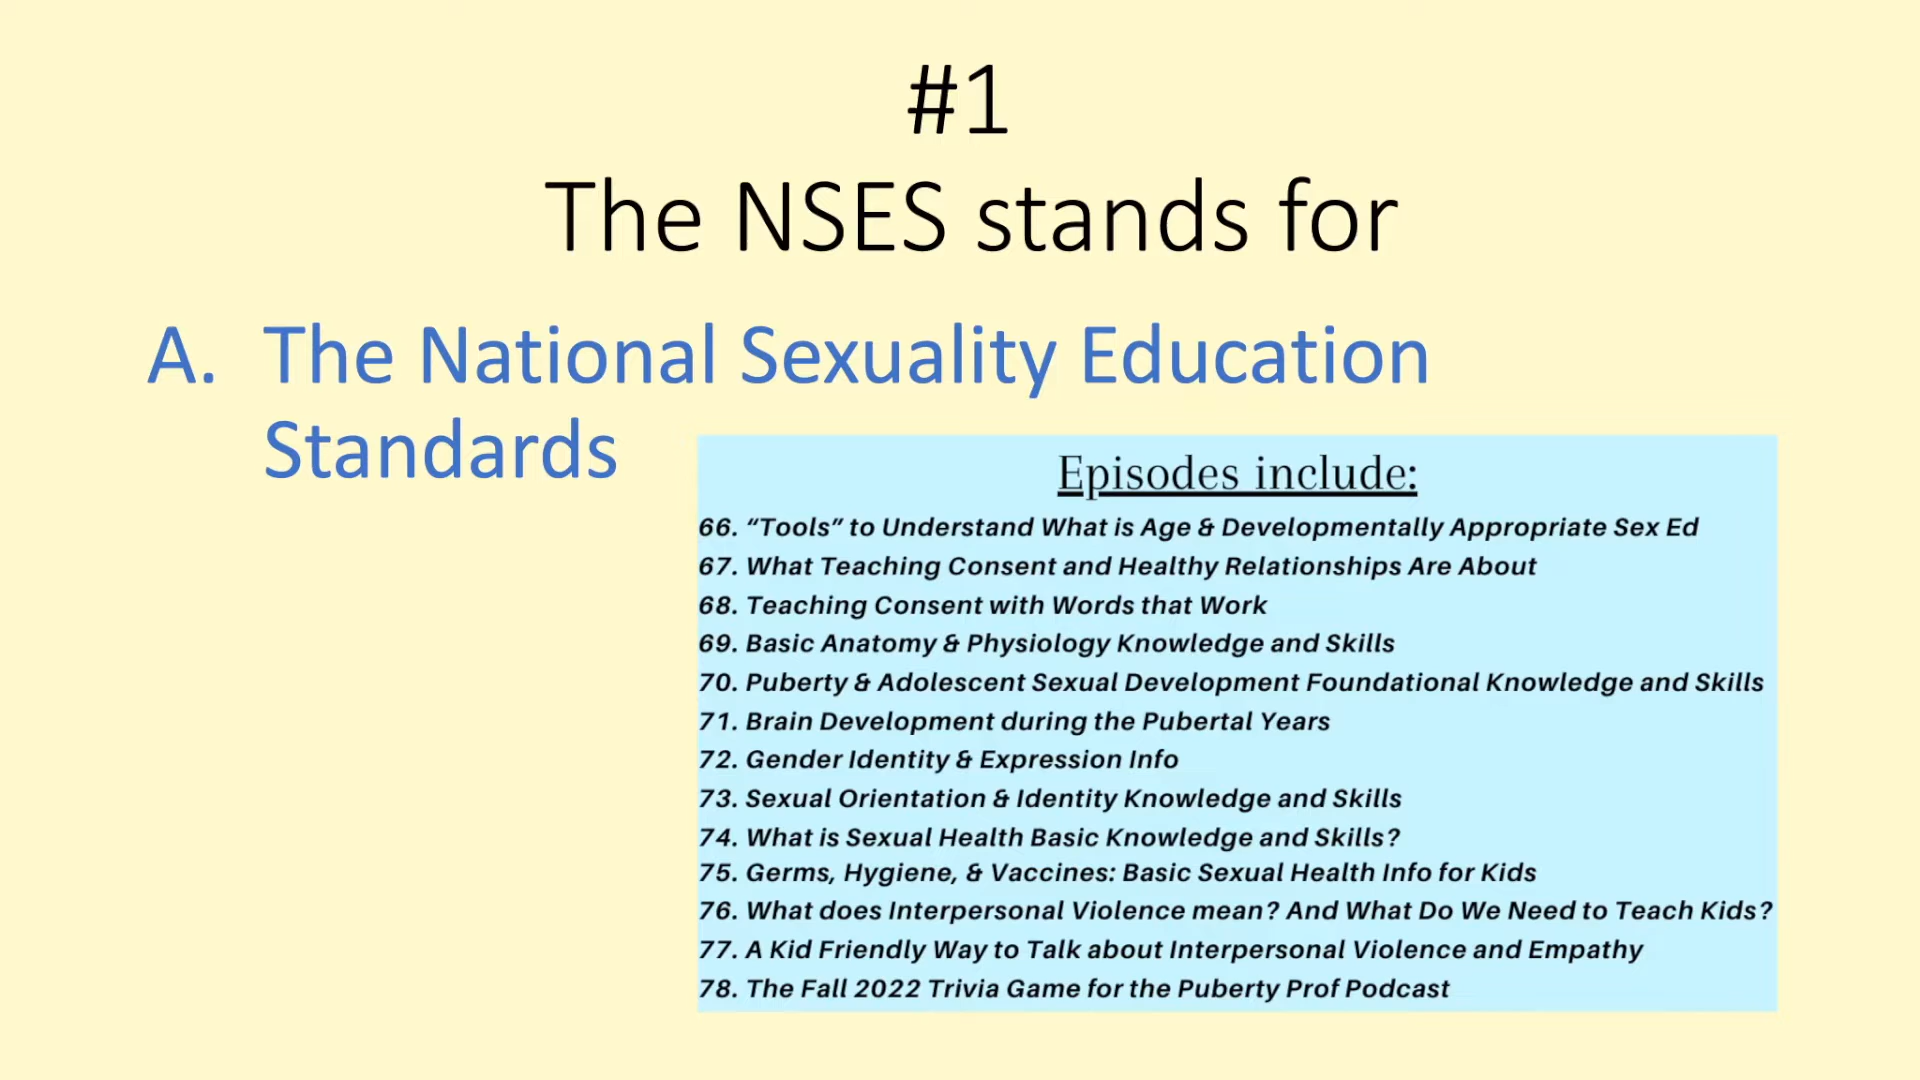 #1
The NSES stands for
A. The National Sexuality Education
Standards
Episodes include:
66. “Tools” to Understand What is Age & Developmentally Appropriate Sex Ed
67. What Teaching Consent and Healthy Relationships Are About
68. Teaching Consent with Words that Work
69. Basic Anatomy & Physiology Knowledge and Skills
70. Puberty & Adolescent Sexual Development Foundational Knowledge and Skills
71. Brain Development during the Pubertal Years
72. Gender Identity & Expression Info
73. Sexual Orientation & Identity Knowledge and Skills
74. What is Sexual Health Basic Knowledge and Skills?
75. Germs, Hygiene, & Vaccines: Basic Sexual Health Info for Kids
76. What does Interpersonal Violence mean? And What Do We Need to Teach Kids?
77. A Kid Friendly Way to Talk about Interpersonal Violence and Empathy
78. The Fall 2022 Trivia Game for the Puberty Prof Podcast